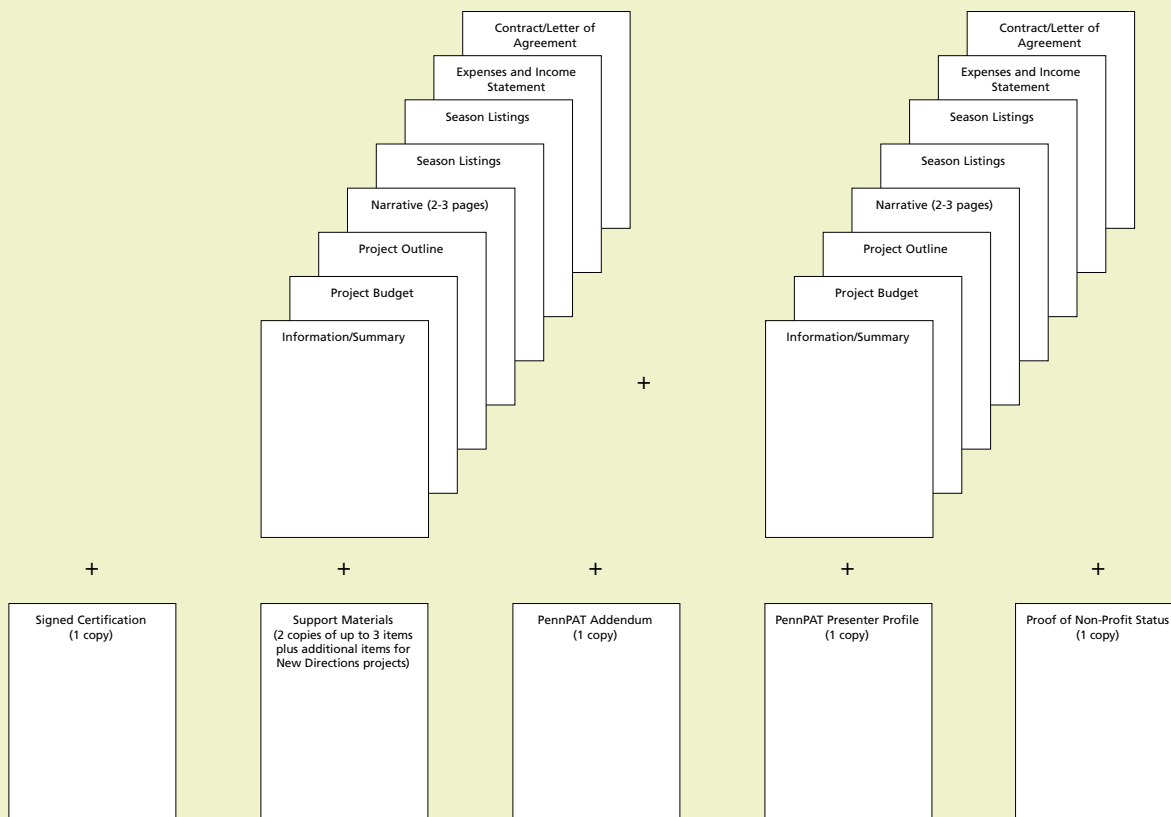 Contract/Letter of
Agreement
Expenses and Income
Statement
Season Listings
Season Listings
Narrative (2-3 pages)
Project Outline
Project Budget
Information/Summary
+
Contract/Letter of
Agreement
Expenses and Income
Statement
Season Listings
Season Listings
Narrative (2-3 pages)
Project Outline
Project Budget
Information/Summary
+
+
+
+
+
Signed Certification
(1 copy)
Support Materials
(2 copies of up to 3 items
plus additional items for
New Directions projects)
PennPAT Addendum
(1 copy)
PennPAT Presenter Profile
(1 copy)
Proof of Non-Profit Status
(1 copy)